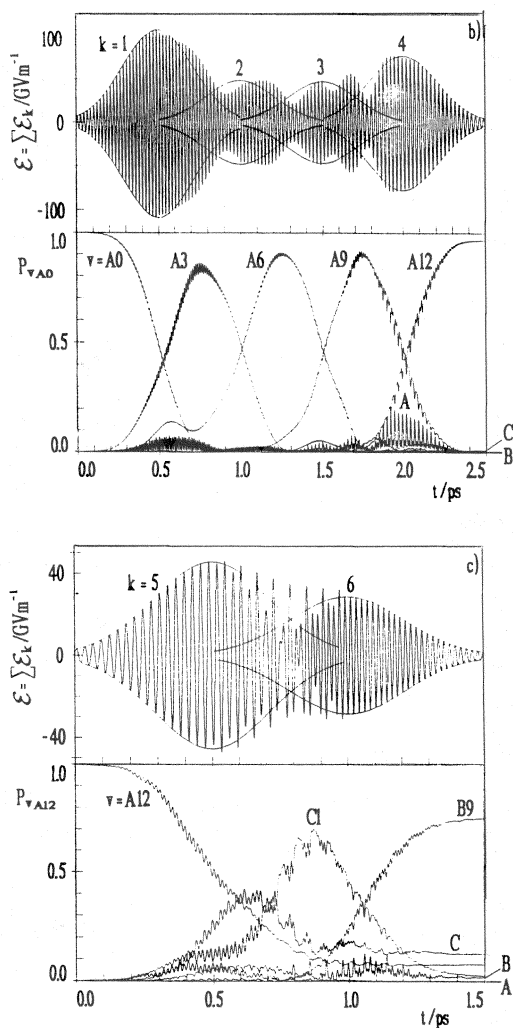 b)
100
k = 1
2
3
4
0
-100
ℰ = ∑ℰk/GVm⁻¹
1.0
v=A0
A3
A6
A9
A12
PvA0
0.5
A
0.0
C
B
0.0
0.5
1.0
1.5
2.0
2.5
t/ps
c)
40
k = 5
6
0
-40
ℰ = ∑ℰk/GVm⁻¹
1.0
v=A12
C1
B9
PvA12
0.5
C
B
0.0
A
0.0
0.5
1.0
1.5
t/ps